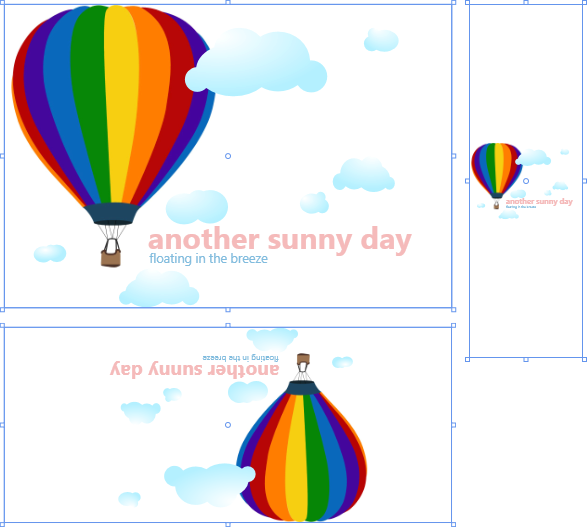 another sunny day
floating in the breeze
another sunny day
floating in the breeze
floating in the breeze
another sunny day